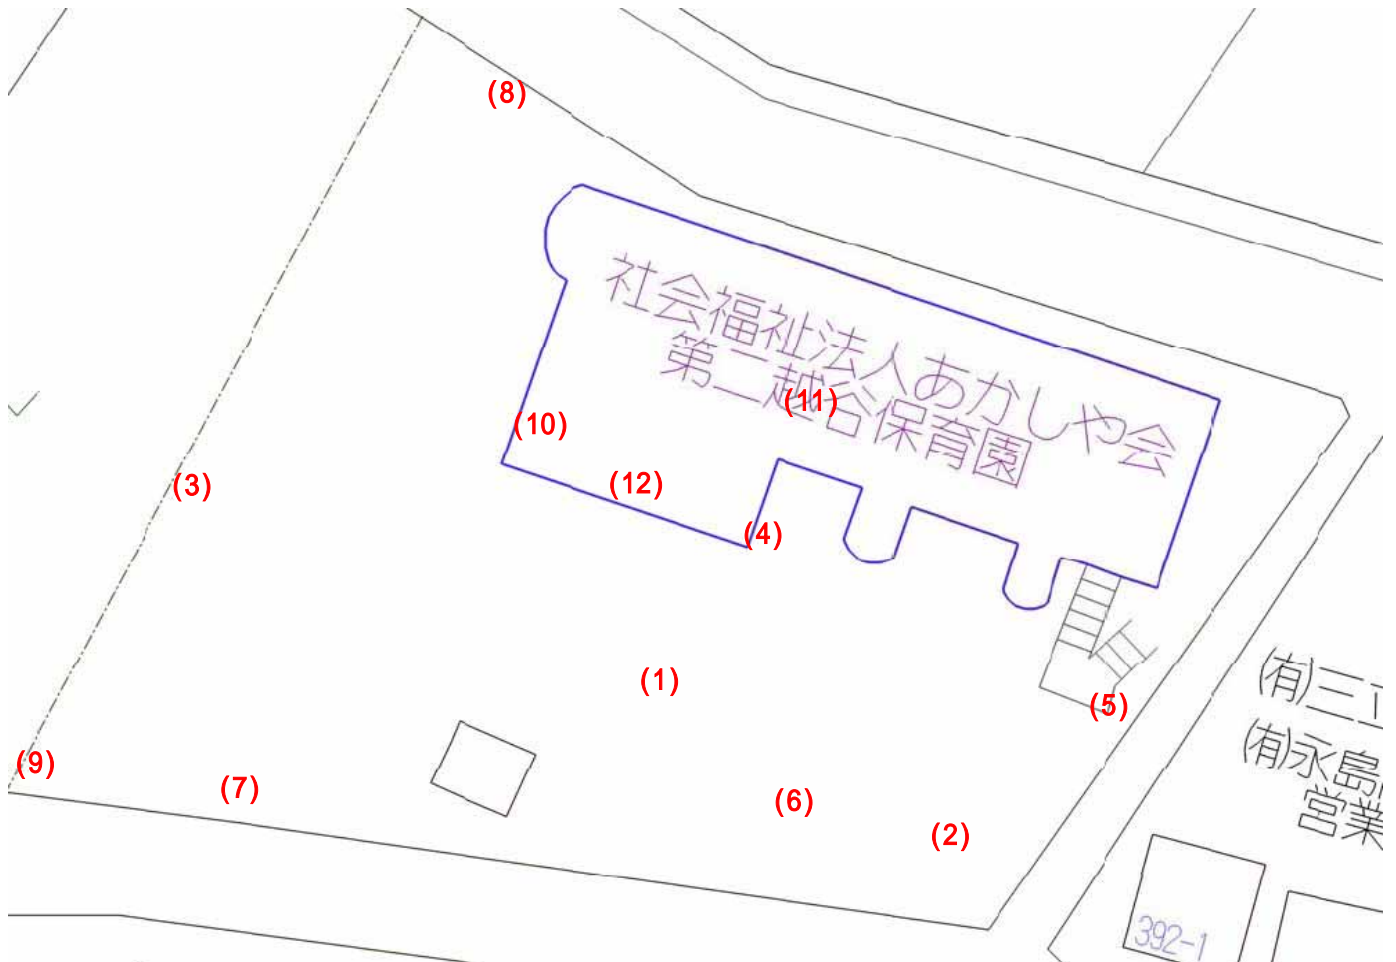 (8)
社会福祉法人あかしや会
第二越谷保育園
(11)
(10)
(12)
(3)
(4)
(1)
(5)
(有)三
(有)永島
営業
(9)
(7)
(6)
(2)
392-1